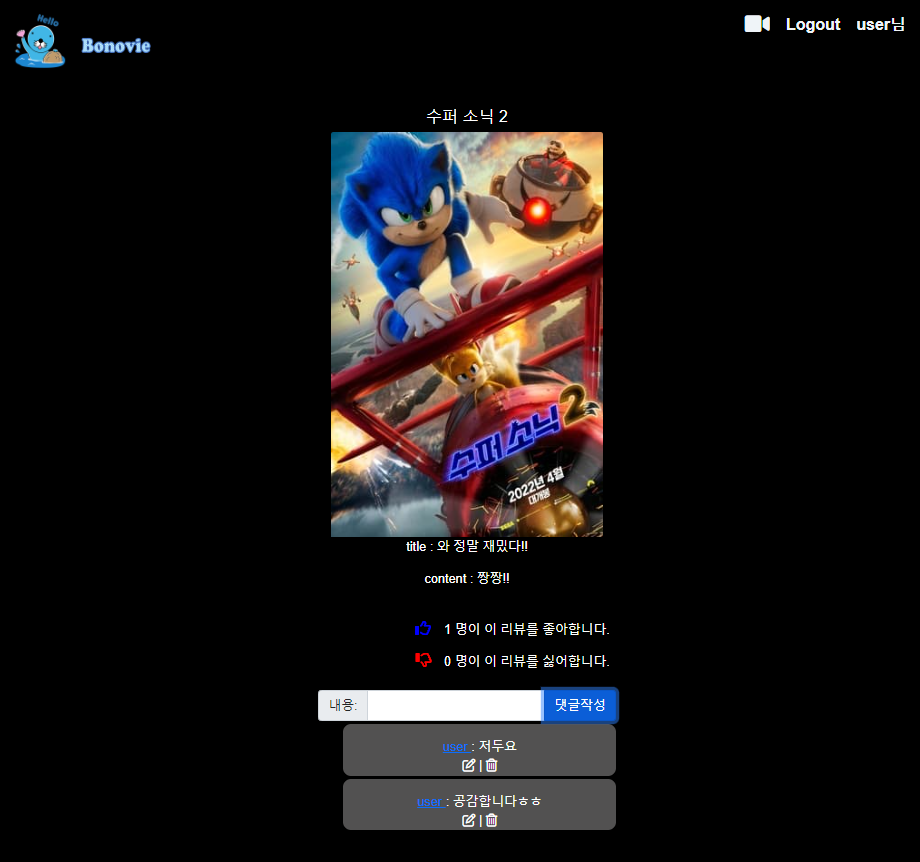 Hello
Bonovie
Logout
user님
수퍼 소닉 2
수퍼 소닉 2
2022년 4월
대개봉
SEGA
title : 와 정말 재밌다!!
content : 짱짱!!
1 명이 이 리뷰를 좋아합니다.
0 명이 이 리뷰를 싫어합니다.
내용:
댓글작성
user : 저두요
|
user : 공감합니다ㅎㅎ
|